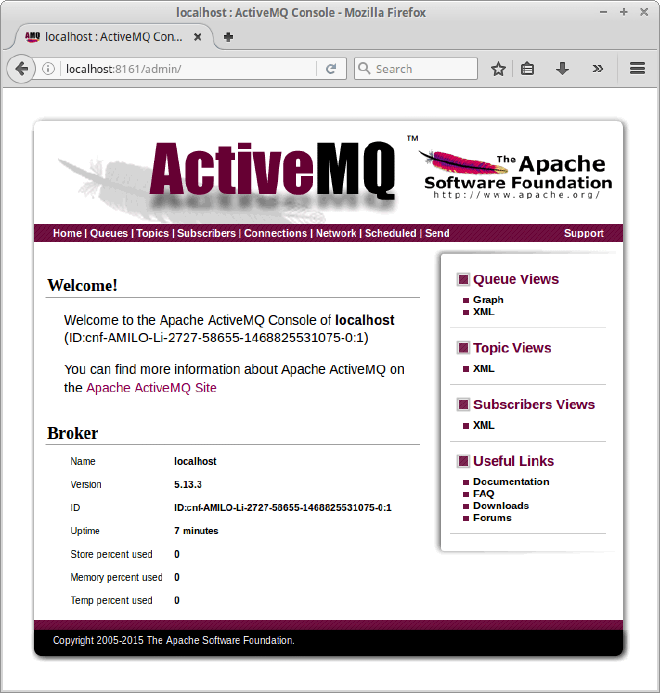 localhost : ActiveMQ Console - Mozilla Firefox
AMQ localhost : ActiveMQ Con...
localhost:8161/admin/
Search
ActiveMQ™
The Apache
Software Foundation
http://www.apache.org/
Home | Queues | Topics | Subscribers | Connections | Network | Scheduled | Send
Support
Welcome!
Welcome to the Apache ActiveMQ Console of localhost
(ID:cnf-AMILO-Li-2727-58655-1468825531075-0:1)
You can find more information about Apache ActiveMQ on
the Apache ActiveMQ Site
Broker
Name localhost
Version 5.13.3
ID ID:cnf-AMILO-Li-2727-58655-1468825531075-0:1
Uptime 7 minutes
Store percent used 0
Memory percent used 0
Temp percent used 0
Queue Views
Graph
XML
Topic Views
XML
Subscribers Views
XML
Useful Links
Documentation
FAQ
Downloads
Forums
Copyright 2005-2015 The Apache Software Foundation.